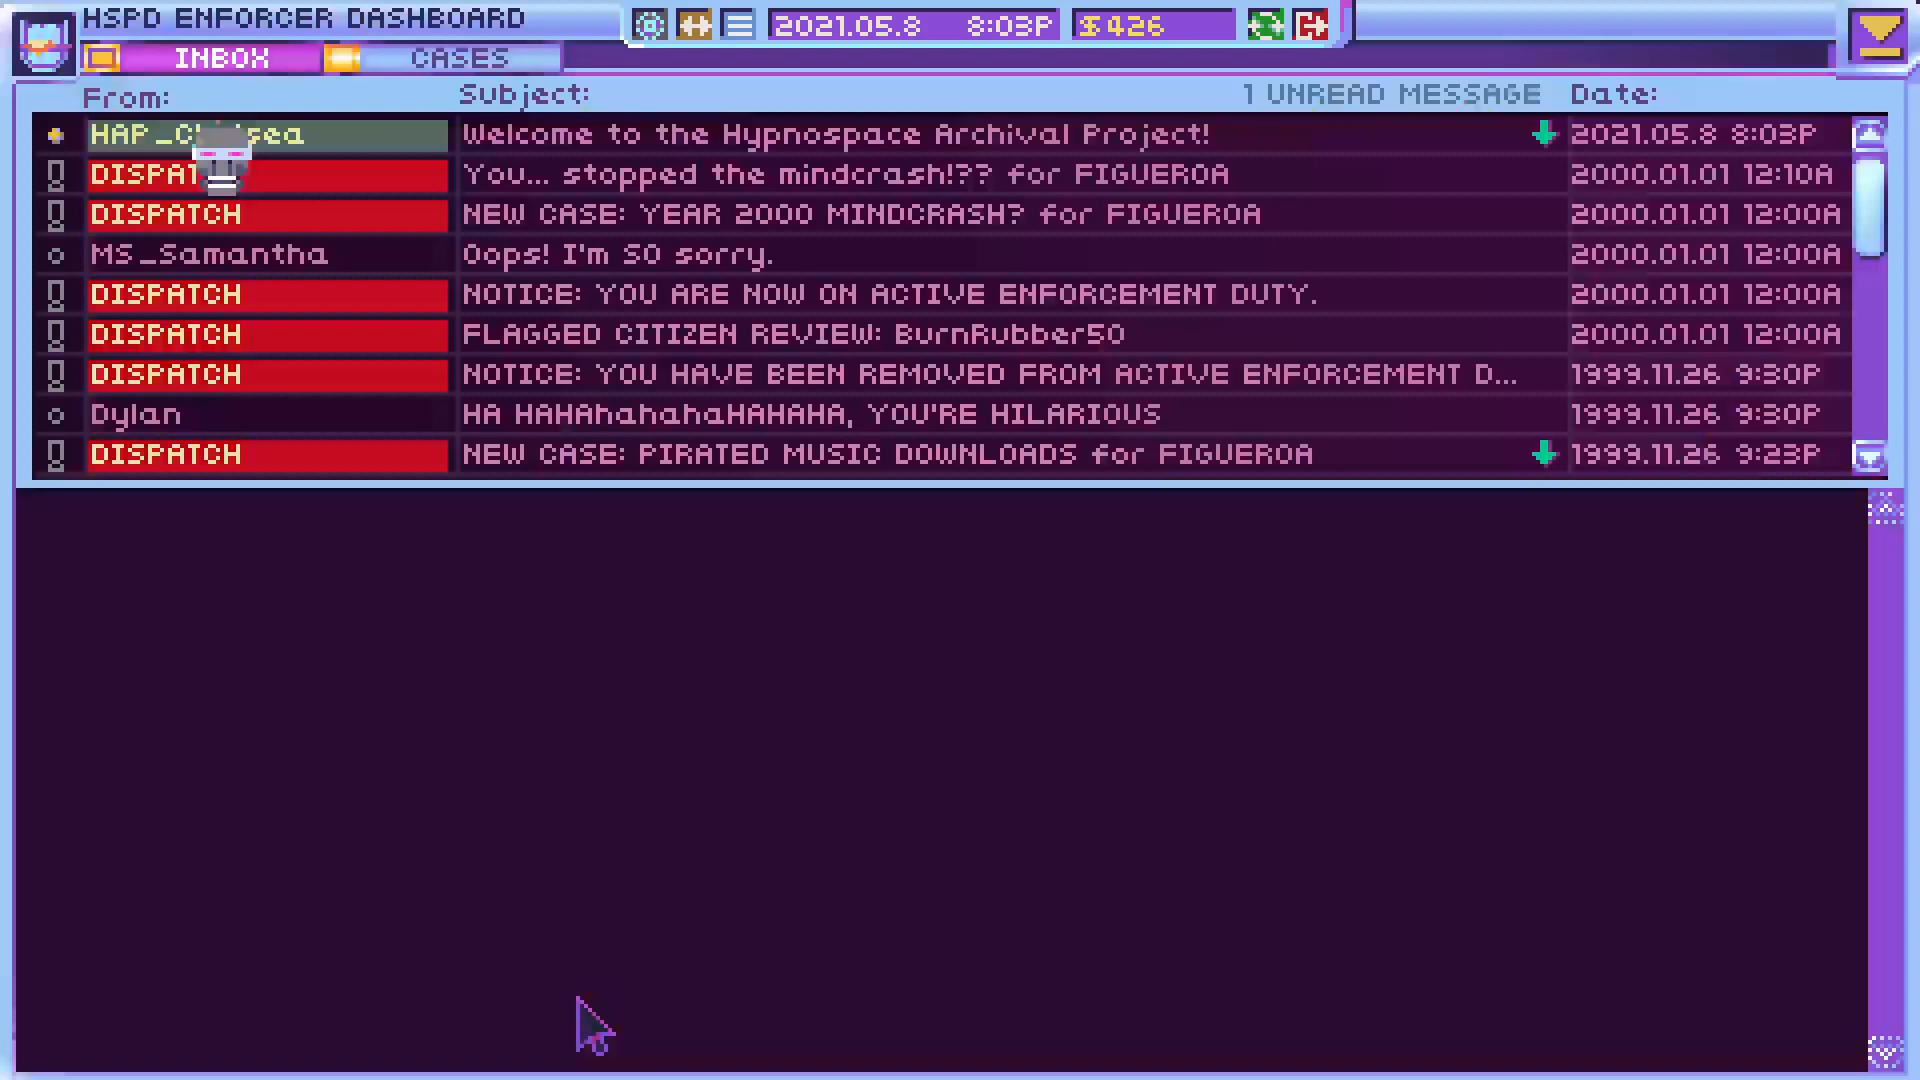 HSPD ENFORCER DASHBOARD
2021.05.8 8:03P $426
INBOX CASES
From: Subject: 1 UNREAD MESSAGE Date:
Welcome to the Hypnospace Archival Project! 2021.05.8 8:03P
You... stopped the mindcrash!?? for FIGUEROA 2000.01.01 12:10A
DISPATCH NEW CASE: YEAR 2000 MINDCRASH? for FIGUEROA 2000.01.01 12:00A
MS_Samantha Oops! I'm SO sorry. 2000.01.01 12:00A
DISPATCH NOTICE: YOU ARE NOW ON ACTIVE ENFORCEMENT DUTY. 2000.01.01 12:00A
DISPATCH FLAGGED CITIZEN REVIEW: BurnRubber50 2000.01.01 12:00A
DISPATCH NOTICE: YOU HAVE BEEN REMOVED FROM ACTIVE ENFORCEMENT D... 1999.11.26 9:30P
Dylan HA HAHAhahahaHAHAHA, YOU'RE HILARIOUS 1999.11.26 9:30P
DISPATCH NEW CASE: PIRATED MUSIC DOWNLOADS for FIGUEROA 1999.11.26 9:23P